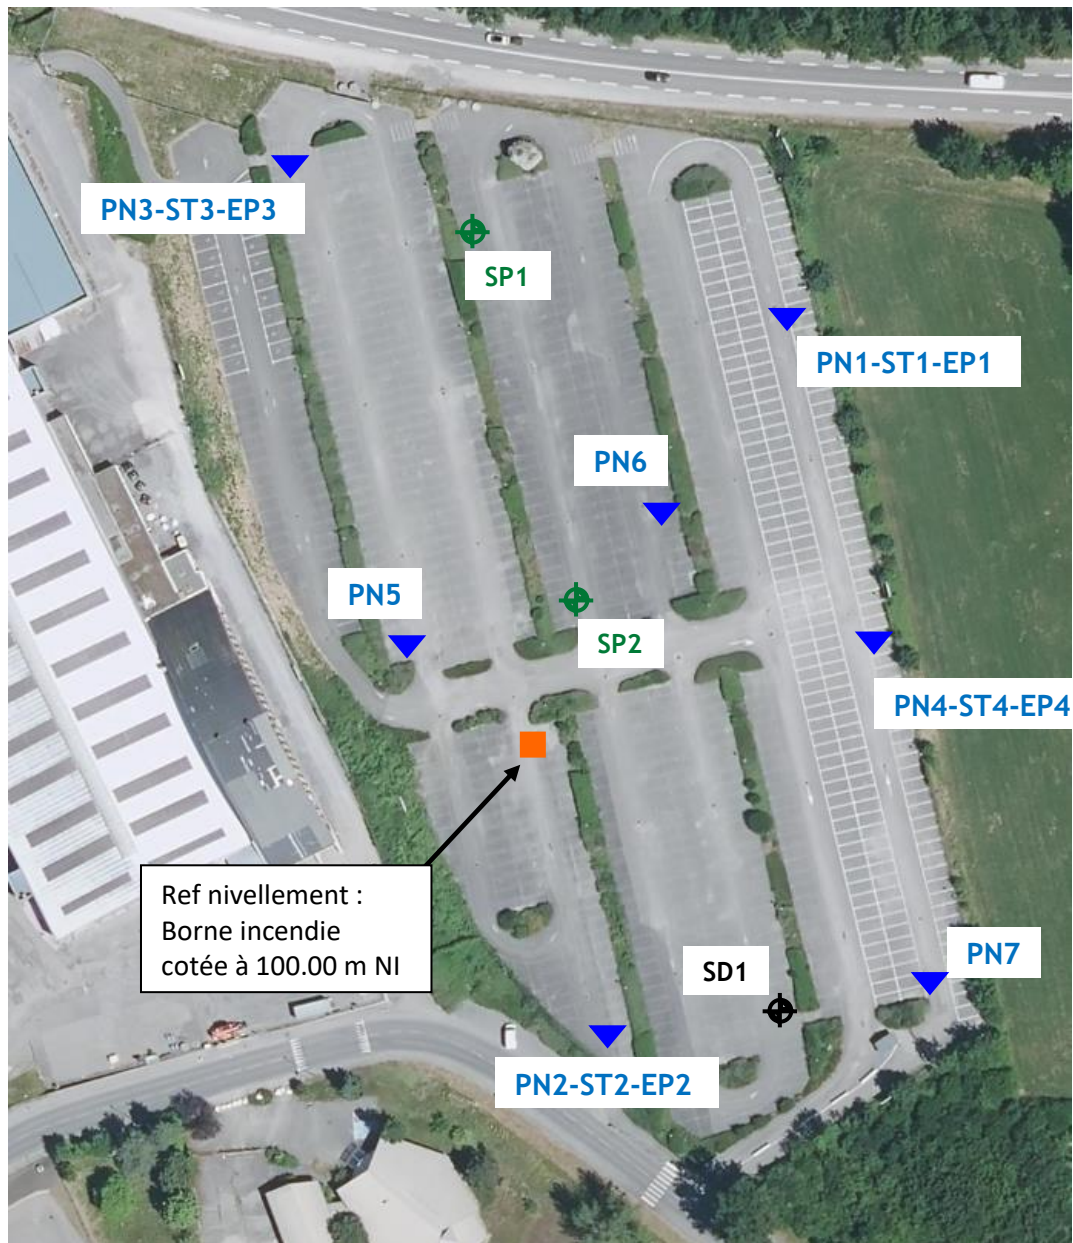 PN3-ST3-EP3
SP1
PN1-ST1-EP1
PN6
PN5
SP2
PN4-ST4-EP4
Ref nivellement :
Borne incendie
cotée à 100.00 m NI
PN7
SD1
PN2-ST2-EP2